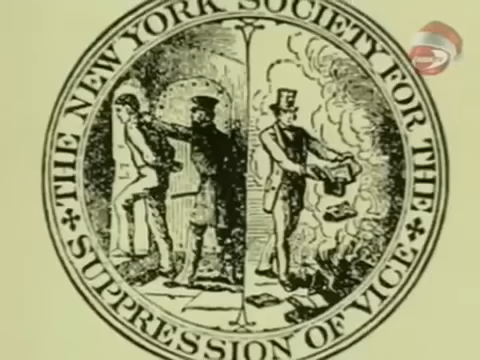 THE NEW YORK SOCIETY FOR THE
SUPPRESSION OF VICE